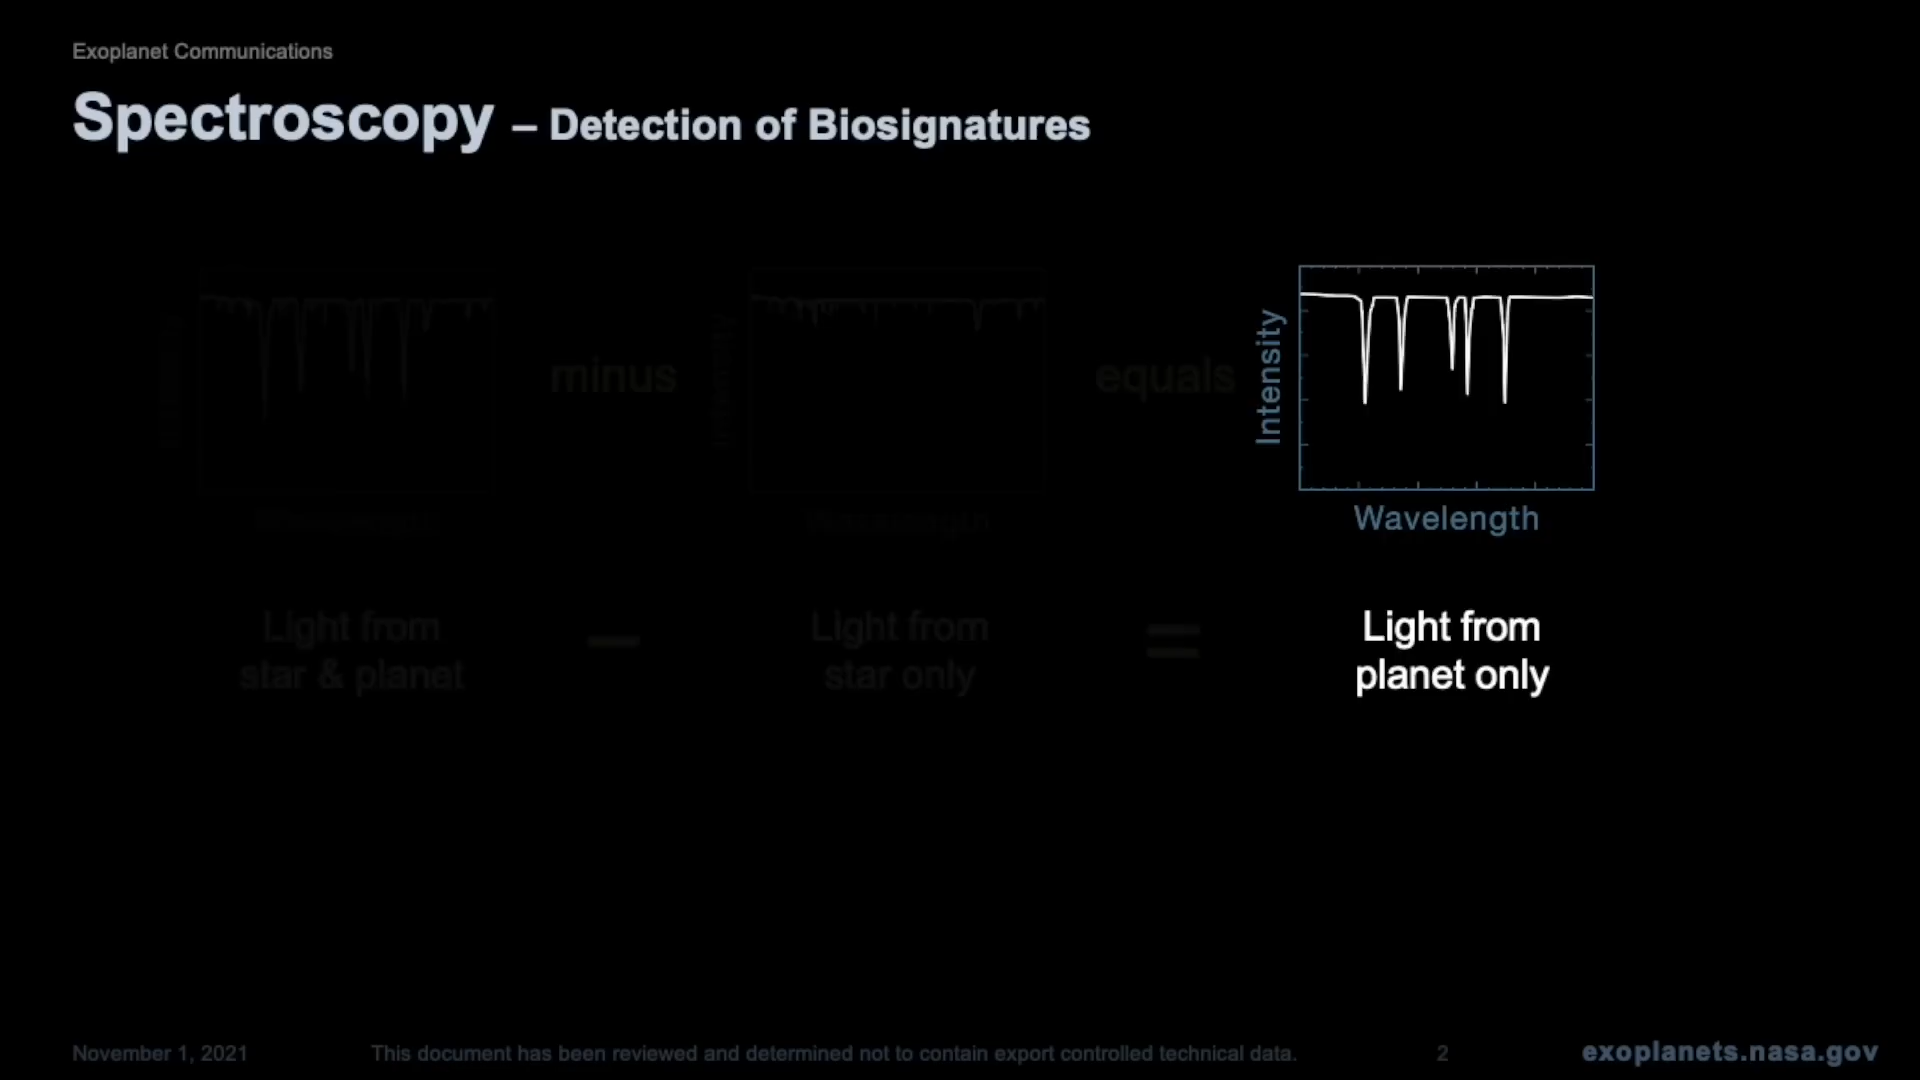 Exoplanet Communications
Spectroscopy – Detection of Biosignatures
minus
equals
Intensity
Wavelength
Light from
star & planet
–
Light from
star only
=
Light from
planet only
November 1, 2021
This document has been reviewed and determined not to contain export controlled technical data.
2
exoplanets.nasa.gov